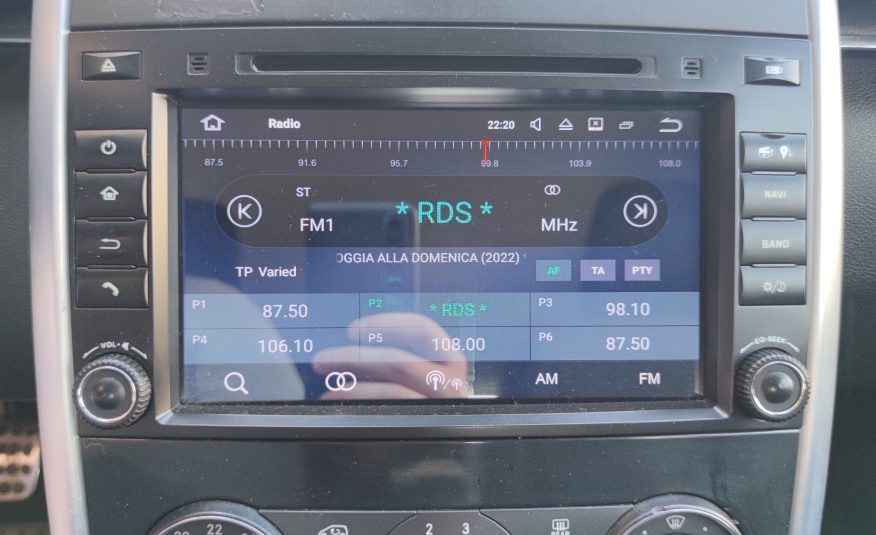 Radio 22:20
87.5 91.6 95.7 99.8 103.9 108.0
ST
* RDS *
FM1 MHz
OGGIA ALLA DOMENICA (2022)
TP Varied AF TA PTY
P1 87.50 P2 * RDS * P3 98.10
P4 106.10 P5 108.00 P6 87.50
AM FM
NAVI
BAND
VOL
EQ-SEEK
22
2 3
REAR